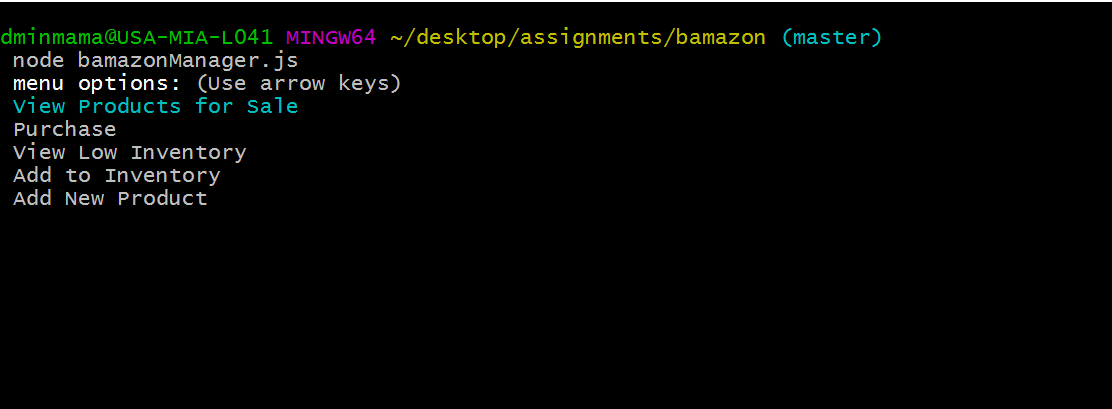 dminmama@USA-MIA-L041 MINGW64 ~/desktop/assignments/bamazon (master)
node bamazonManager.js
menu options: (Use arrow keys)
View Products for Sale
Purchase
View Low Inventory
Add to Inventory
Add New Product